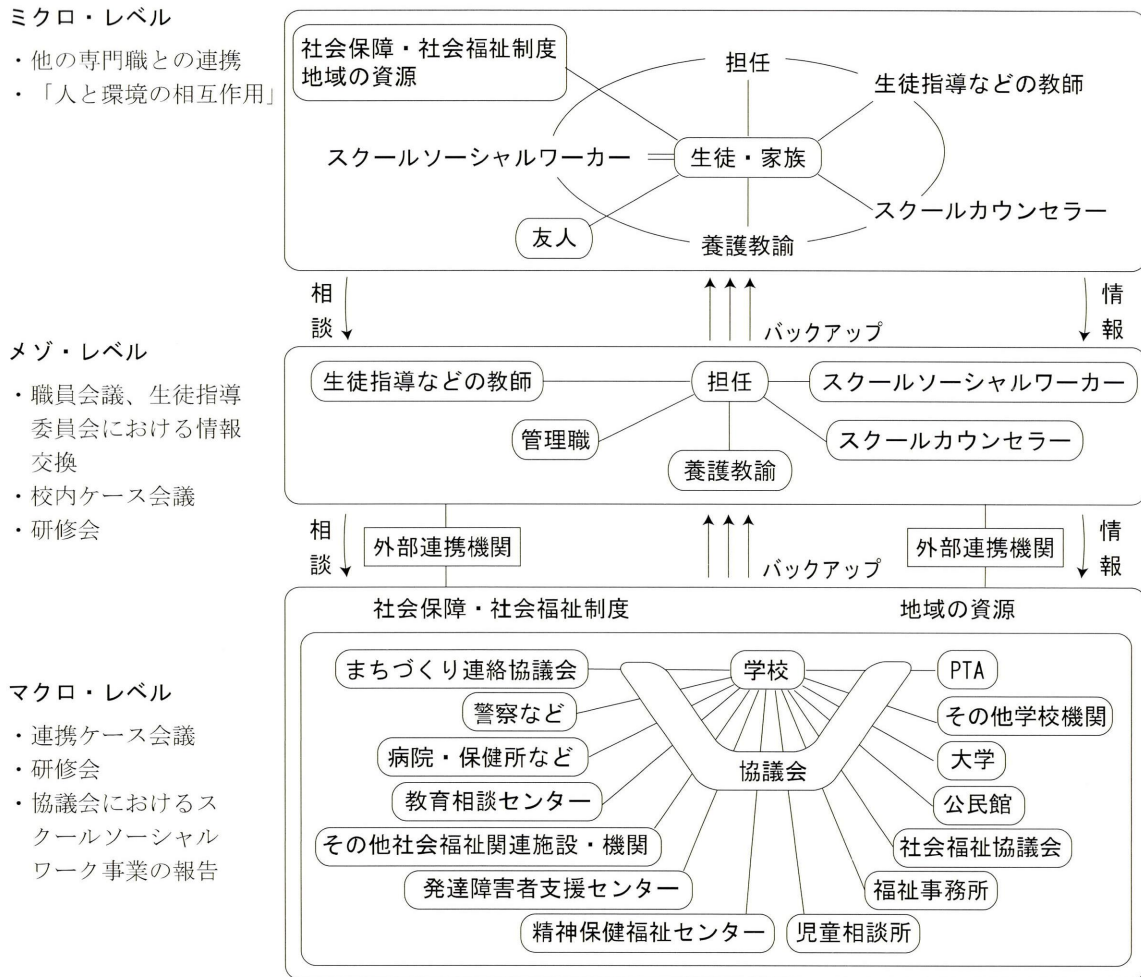 ミクロ・レベル
・他の専門職との連携
・「人と環境の相互作用」
社会保障・社会福祉制度
地域の資源
担任
生徒指導などの教師
スクールソーシャルワーカー
生徒・家族
スクールカウンセラー
友人
養護教諭
相談
バックアップ
情報
メゾ・レベル
・職員会議、生徒指導
委員会における情報
交換
・校内ケース会議
・研修会
生徒指導などの教師
担任
スクールソーシャルワーカー
管理職
スクールカウンセラー
養護教諭
相談
外部連携機関
バックアップ
外部連携機関
情報
マクロ・レベル
・連携ケース会議
・研修会
・協議会におけるス
クールソーシャル
ワーク事業の報告
社会保障・社会福祉制度
地域の資源
まちづくり連絡協議会
学校
PTA
警察など
その他学校機関
病院・保健所など
協議会
大学
教育相談センター
公民館
その他社会福祉関連施設・機関
社会福祉協議会
発達障害者支援センター
福祉事務所
精神保健福祉センター
児童相談所